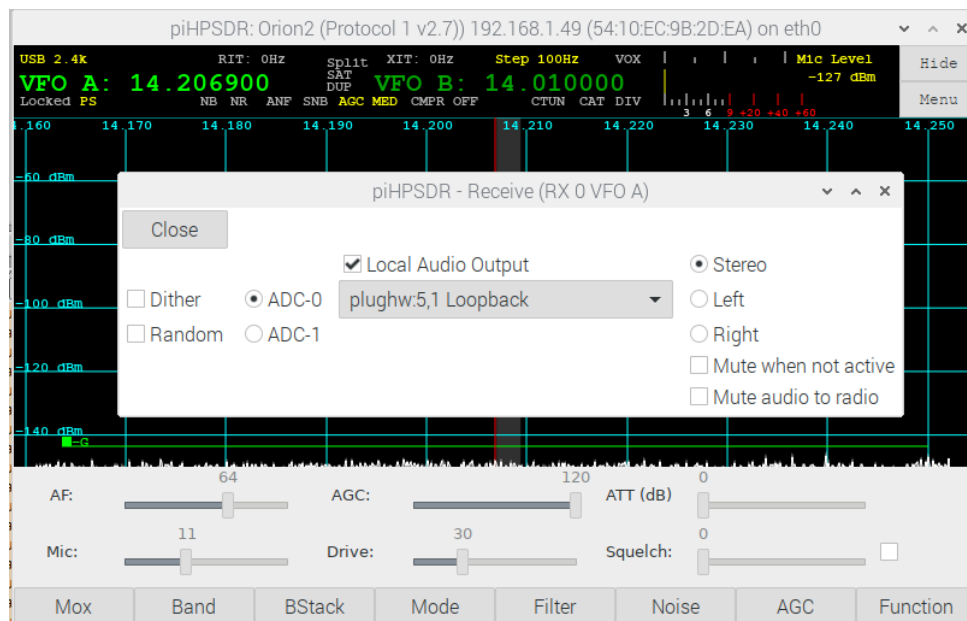 piHPSDR: Orion2 (Protocol 1 v2.7)) 192.168.1.49 (54:10:EC:9B:2D:EA) on eth0
USB 2.4k RIT: 0Hz Split XIT: 0Hz Step 100Hz VOX Mic Level
SAT
VFO A: 14.206900 DUP VFO B: 14.010000 -127 dBm
Locked PS NB NR ANF SNB AGC MED CMPR OFF CTUN CAT DIV
3 6 9 +20 +40 +60
Hide
Menu
14.170 14.180 14.190 14.200 14.210 14.220 14.230 14.240 14.250
-60 dBm
-80 dBm
-100 dBm
-120 dBm
-140 dBm
-G
piHPSDR - Receive (RX 0 VFO A)
Close
Local Audio Output Stereo
Dither ADC-0 plughw:5,1 Loopback Left
Random ADC-1 Right
Mute when not active
Mute audio to radio
64 120 0
AF: AGC: ATT (dB)
11 30 0
Mic: Drive: Squelch:
Mox Band BStack Mode Filter Noise AGC Function